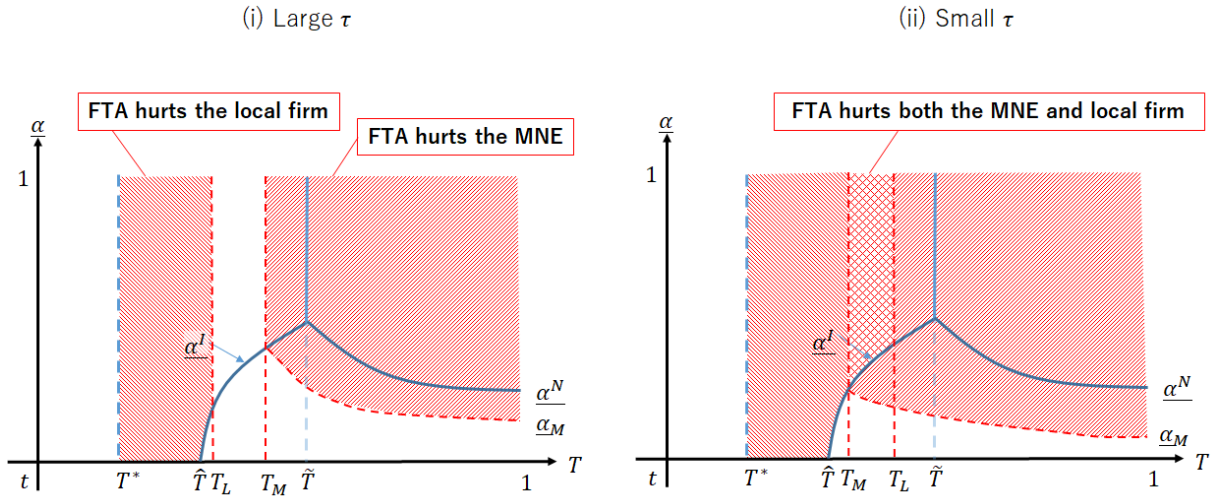 (i) Large τ
(ii) Small τ
FTA hurts the local firm
FTA hurts the MNE
FTA hurts both the MNE and local firm
α
1
α^I
α^N
α_M
t
T*
T̂
T_L
T_M
T̃
1
T
α
1
α^I
α^N
α_M
t
T*
T̂
T_M
T_L
T̃
1
T